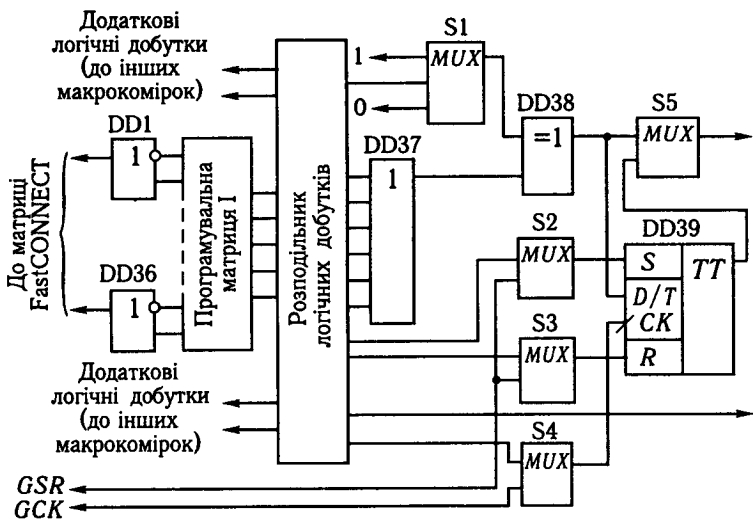 Додаткові
логічні добутки
(до інших
макрокомірок)
DD1
1
До матриці
FastCONNECT
DD36
1
Програмувальна
матриця I
Розподільник
логічних добутків
Додаткові
логічні добутки
(до інших
макрокомірок)
GSR
GCK
1
0
S1
MUX
DD37
1
DD38
=1
S5
MUX
S2
MUX
S3
MUX
S4
MUX
DD39
S
D/T
CK
R
TT